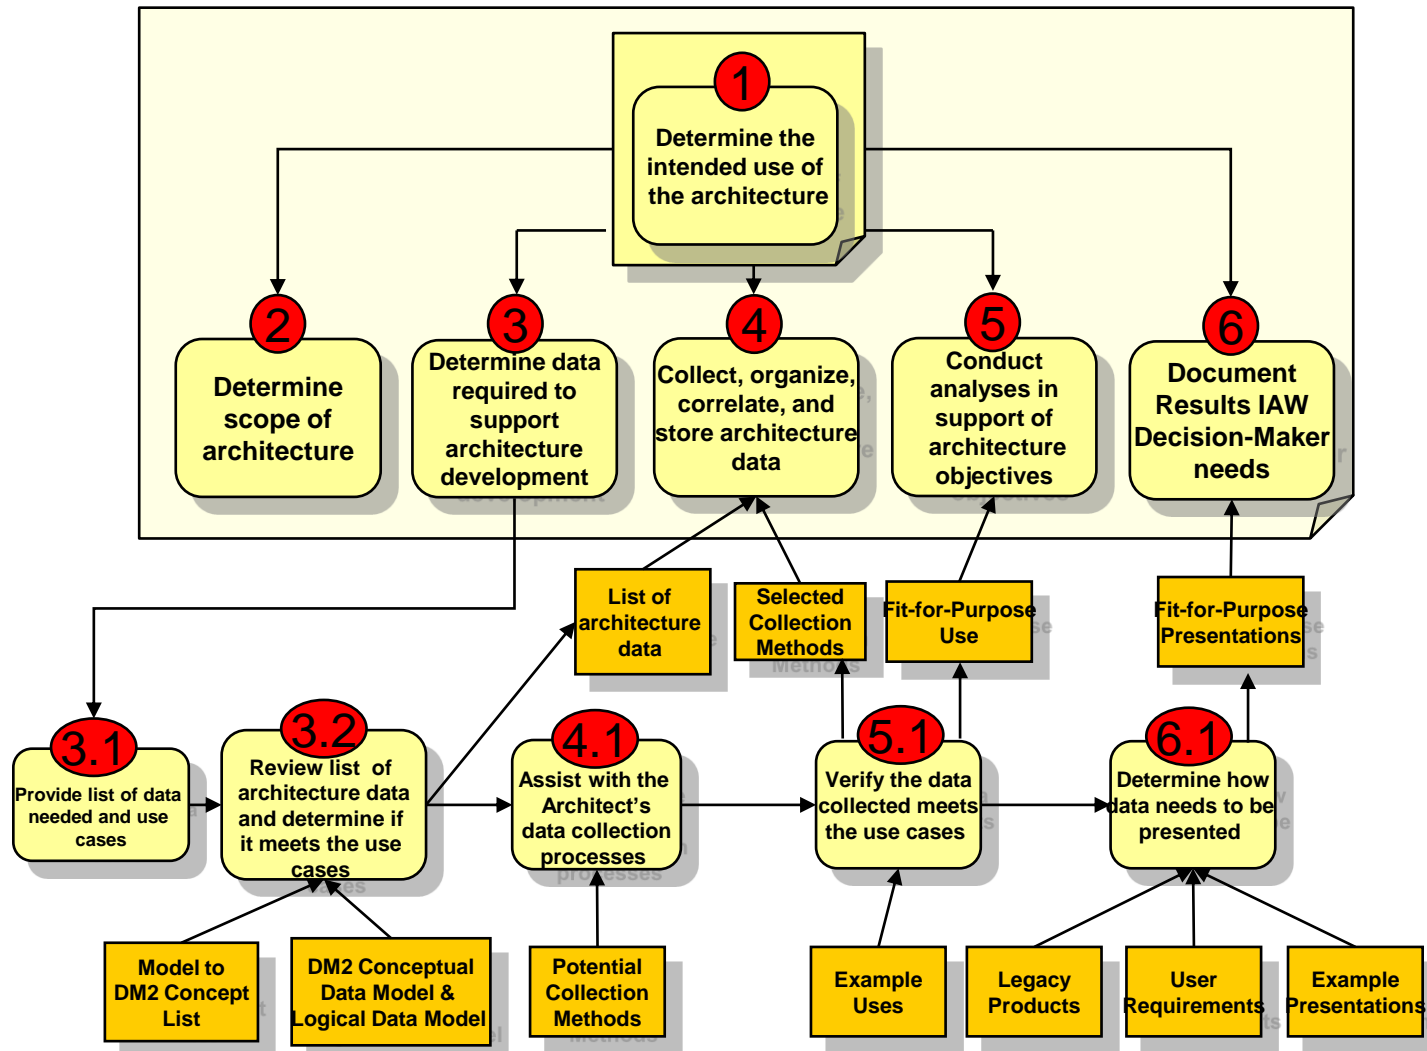 1
Determine the
intended use of
the architecture
2
Determine
scope of
architecture
3
Determine data
required to
support
architecture
development
4
Collect, organize,
correlate, and
store architecture
data
5
Conduct
analyses in
support of
architecture
objectives
6
Document
Results IAW
Decision-Maker
needs
List of
architecture
data
Selected
Collection
Methods
Fit-for-Purpose
Use
Fit-for-Purpose
Presentations
3.1
Provide list of data
needed and use
cases
3.2
Review list of
architecture data
and determine if
it meets the use
cases
4.1
Assist with the
Architect's
data collection
processes
5.1
Verify the data
collected meets
the use cases
6.1
Determine how
data needs to be
presented
Model to
DM2 Concept
List
DM2 Conceptual
Data Model &
Logical Data Model
Potential
Collection
Methods
Example
Uses
Legacy
Products
User
Requirements
Example
Presentations